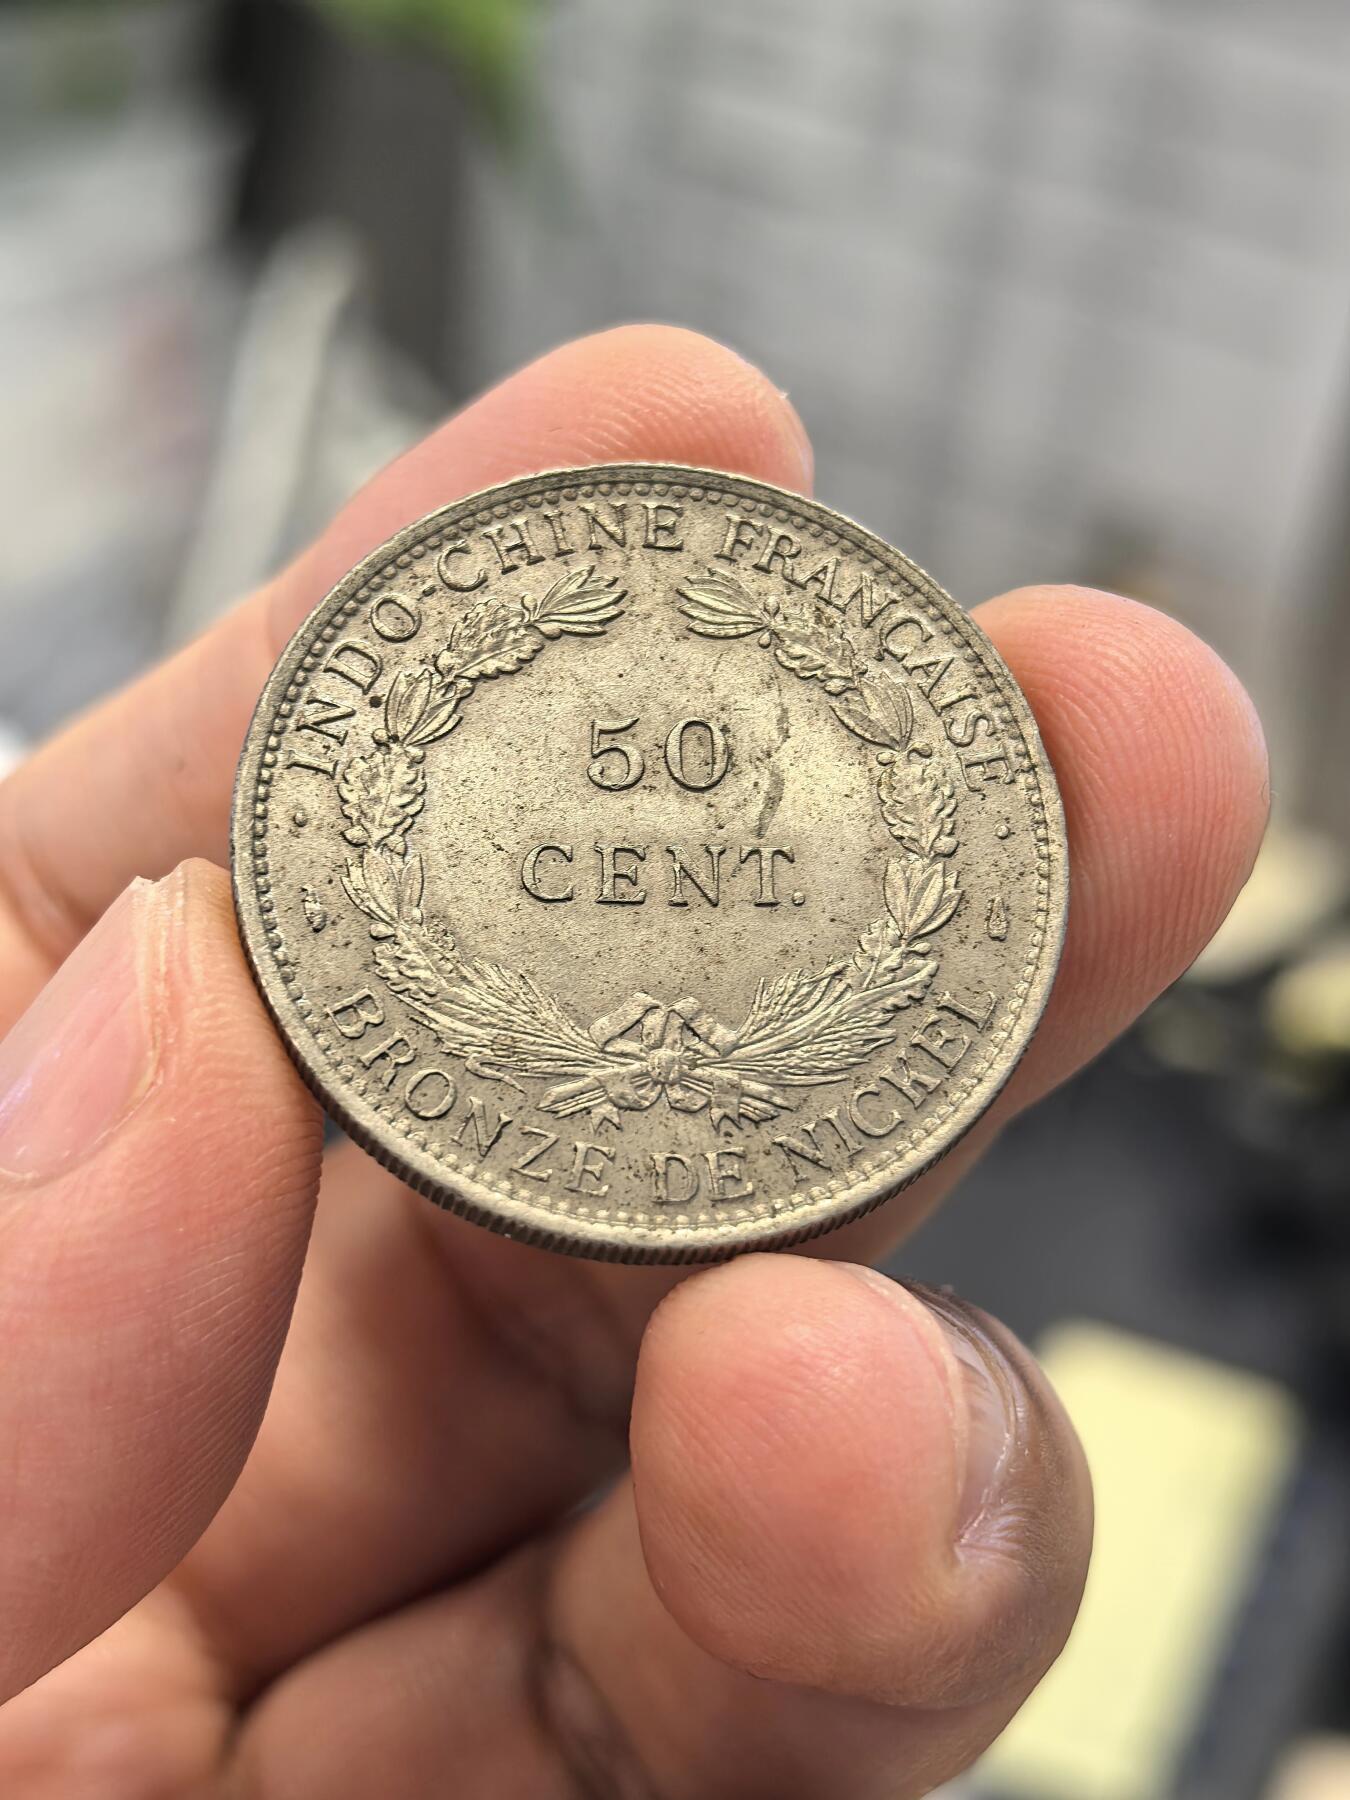 · INDO-CHINE FRANÇAISE ·
50
CENT.
BRONZE DE NICKEL